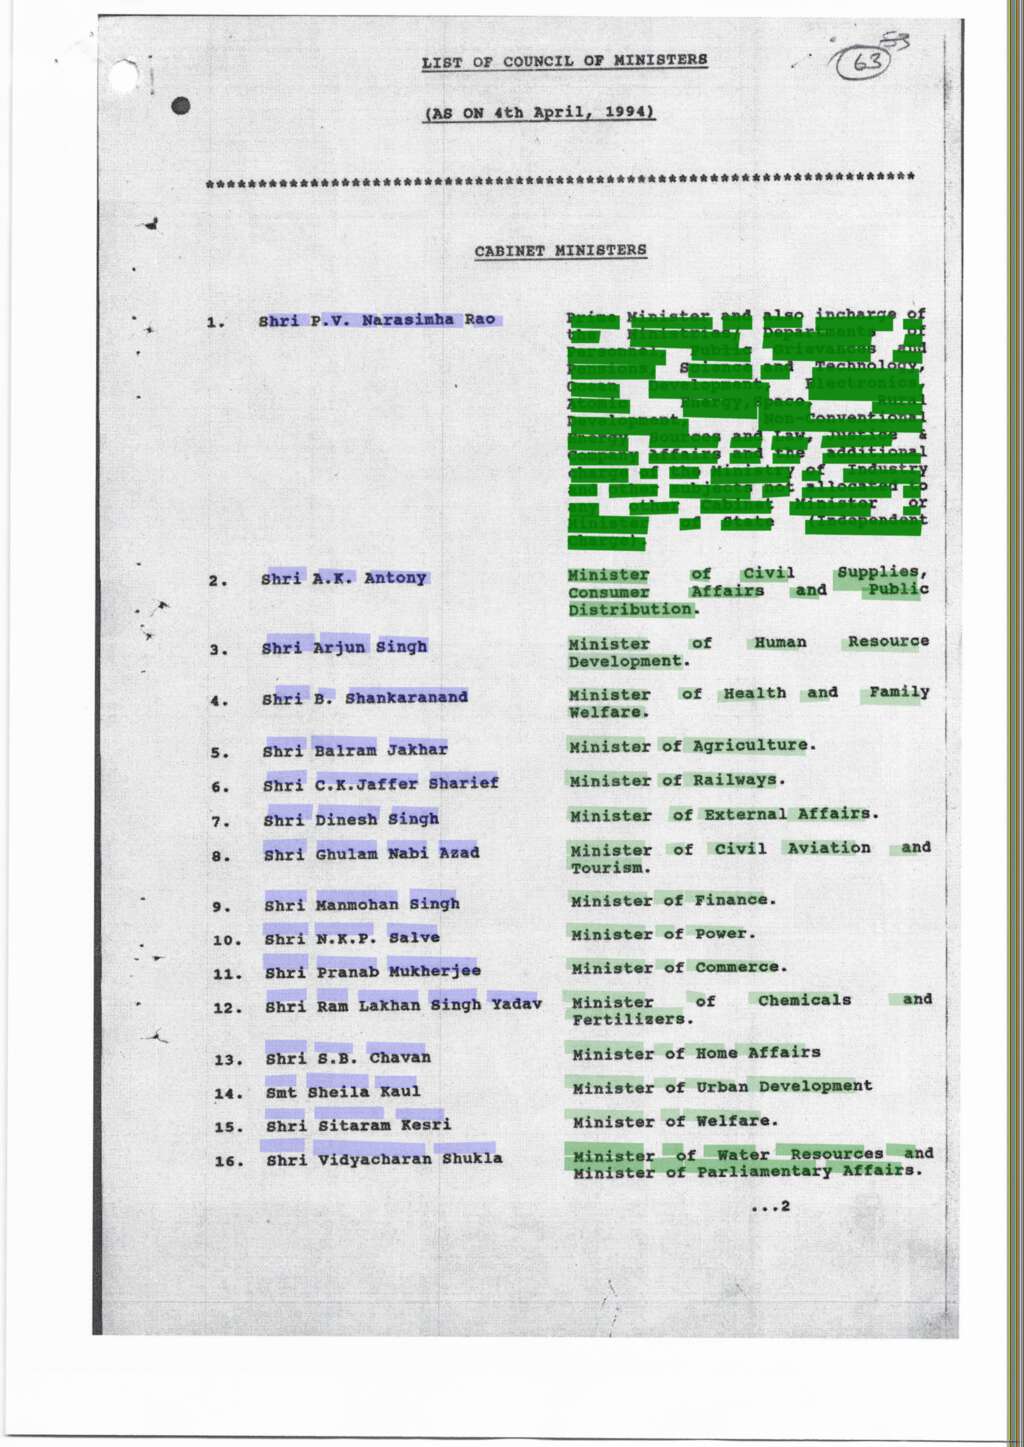 53
63
LIST OF COUNCIL OF MINISTERS
(AS ON 4th April, 1994)
*******************************************************************
CABINET MINISTERS
1. Shri P.V. Narasimha Rao Prime Minister and also incharge of
the Ministries/ Departments of
Personnel, Public Grievances and
Pensions, Science and Technology,
Ocean Development, Electronics,
Atomic Energy, Space, Rural
Development, Non-Conventional
Energy Sources and Law, Justice &
Company Affairs and the additional
charge of the Ministry of Industry
and other subjects not allocated to
any other Cabinet Minister or
Minister of State (Independent
Charge).
2. Shri A.K. Antony Minister of Civil Supplies,
Consumer Affairs and Public
Distribution.
3. Shri Arjun Singh Minister of Human Resource
Development.
4. Shri B. Shankaranand Minister of Health and Family
Welfare.
5. Shri Balram Jakhar Minister of Agriculture.
6. Shri C.K.Jaffer Sharief Minister of Railways.
7. Shri Dinesh Singh Minister of External Affairs.
8. Shri Ghulam Nabi Azad Minister of Civil Aviation and
Tourism.
9. Shri Manmohan Singh Minister of Finance.
10. Shri N.K.P. Salve Minister of Power.
11. Shri Pranab Mukherjee Minister of Commerce.
12. Shri Ram Lakhan Singh Yadav Minister of Chemicals and
Fertilizers.
13. Shri S.B. Chavan Minister of Home Affairs
14. Smt Sheila Kaul Minister of Urban Development
15. Shri Sitaram Kesri Minister of Welfare.
16. Shri Vidyacharan Shukla Minister of Water Resources and
Minister of Parliamentary Affairs.
...2